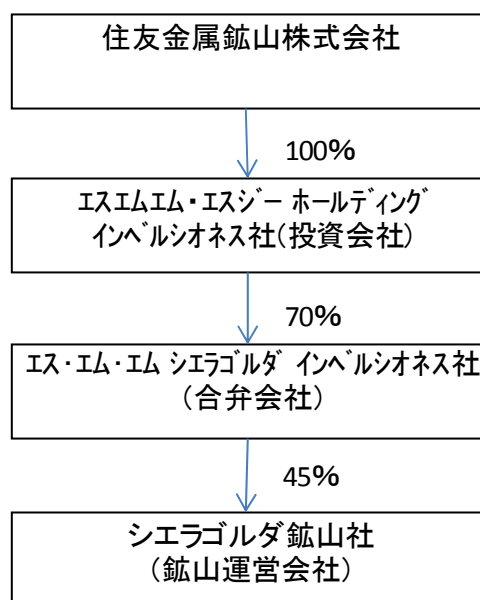 住友金属鉱山株式会社
100%
ｴｽｴﾑｴﾑ・ｴｽｼﾞｰ ﾎｰﾙﾃﾞｨﾝｸﾞ
ｲﾝﾍﾞﾙｼｵﾈｽ社(投資会社)
70%
ｴｽ･ｴﾑ･ｴﾑ ｼｴﾗｺﾞﾙﾀﾞ ｲﾝﾍﾞﾙｼｵﾈｽ社
(合弁会社)
45%
シエラゴルダ鉱山社
(鉱山運営会社)